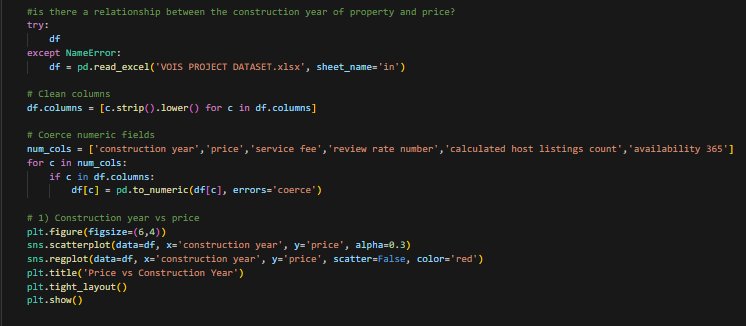 #is there a relationship between the construction year of property and price?
try:
    df
except NameError:
    df = pd.read_excel('VOIS PROJECT DATASET.xlsx', sheet_name='in')

# Clean columns
df.columns = [c.strip().lower() for c in df.columns]

# Coerce numeric fields
num_cols = ['construction year','price','service fee','review rate number','calculated host listings count','availability 365']
for c in num_cols:
    if c in df.columns:
        df[c] = pd.to_numeric(df[c], errors='coerce')

# 1) Construction year vs price
plt.figure(figsize=(6,4))
sns.scatterplot(data=df, x='construction year', y='price', alpha=0.3)
sns.regplot(data=df, x='construction year', y='price', scatter=False, color='red')
plt.title('Price vs Construction Year')
plt.tight_layout()
plt.show()